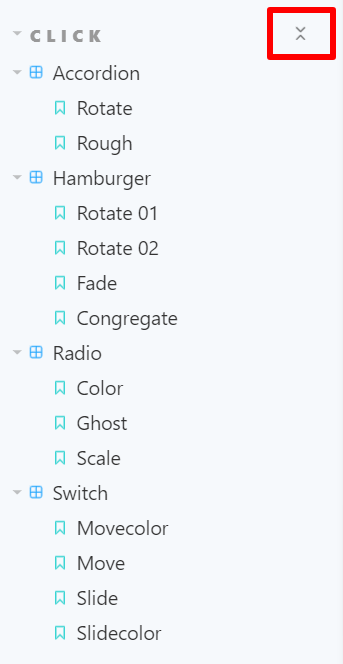 CLICK
Accordion
Rotate
Rough
Hamburger
Rotate 01
Rotate 02
Fade
Congregate
Radio
Color
Ghost
Scale
Switch
Movecolor
Move
Slide
Slidecolor